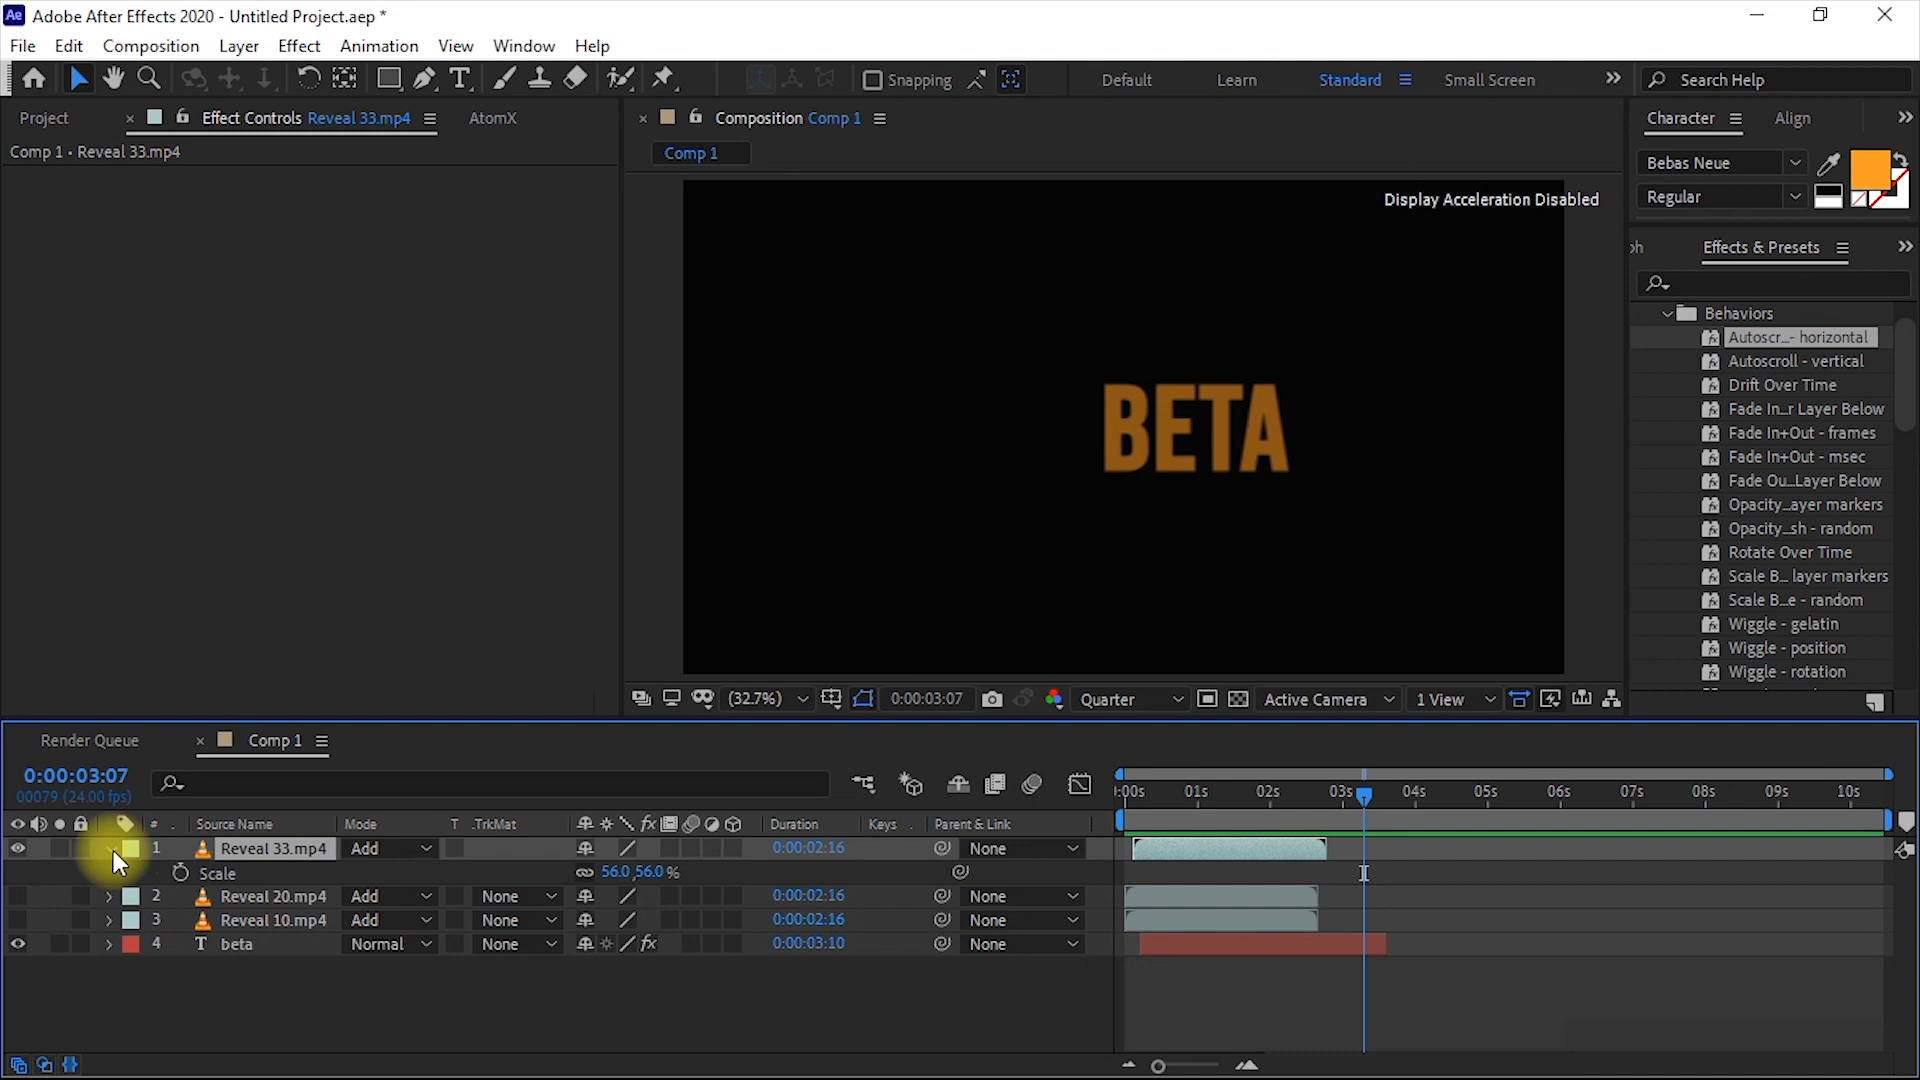 Ae Adobe After Effects 2020 - Untitled Project.aep *
File Edit Composition Layer Effect Animation View Window Help
Snapping Default Learn Standard Small Screen Search Help
Project Effect Controls Reveal 33.mp4 AtomX
Composition Comp 1
Character Align
Comp 1 • Reveal 33.mp4
Comp 1
Bebas Neue
Regular
Display Acceleration Disabled
BETA
ph Effects & Presets
Behaviors
Autoscr...- horizontal
Autoscroll - vertical
Drift Over Time
Fade In...r Layer Below
Fade In+Out - frames
Fade In+Out - msec
Fade Ou...Layer Below
Opacity...ayer markers
Opacity...sh - random
Rotate Over Time
Scale B... layer markers
Scale B...e - random
Wiggle - gelatin
Wiggle - position
Wiggle - rotation
(32.7%) 0:00:03:07 Quarter Active Camera 1 View
Render Queue Comp 1
0:00:03:07
00079 (24.00 fps)
:00s 01s 02s 03s 04s 05s 06s 07s 08s 09s 10s
# Source Name Mode T .TrkMat fx Duration Keys Parent & Link
1 Reveal 33.mp4 Add 0:00:02:16 None
Scale 56.0,56.0%
2 Reveal 20.mp4 Add None 0:00:02:16 None
3 Reveal 10.mp4 Add None 0:00:02:16 None
4 T beta Normal None fx 0:00:03:10 None